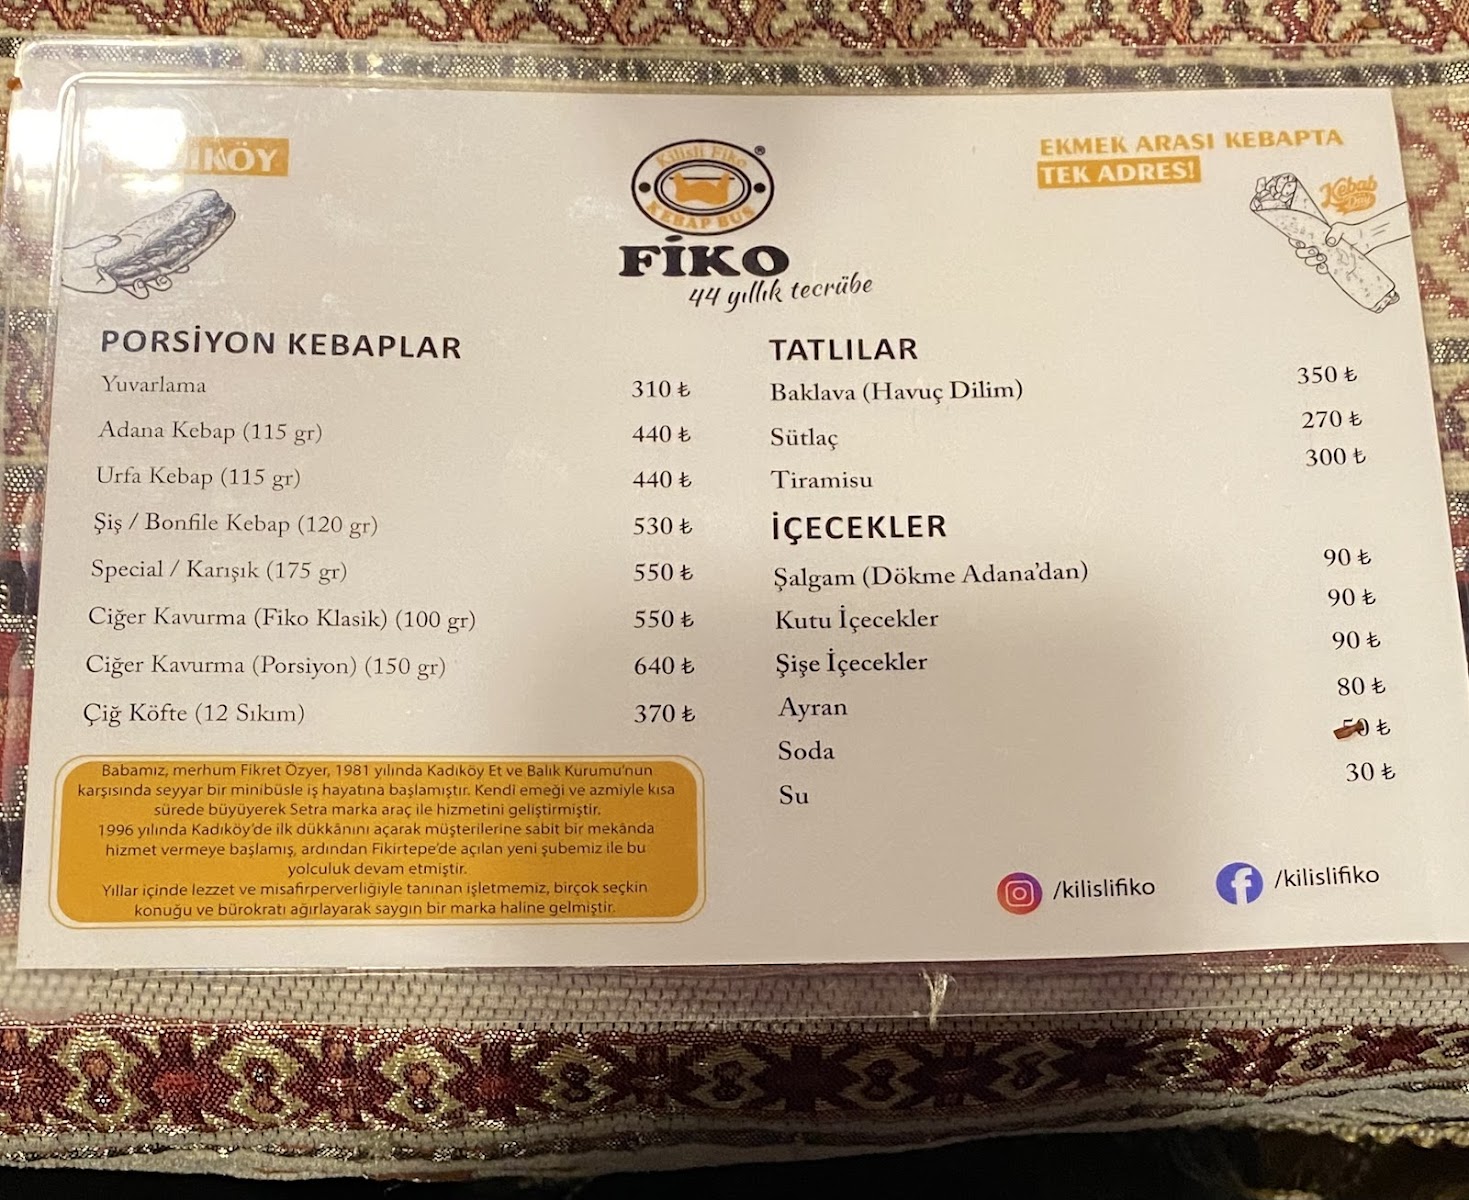 KÖY
Kilisli Fiko
KEBAP BUS
®
FİKO
44 yıllık tecrübe
EKMEK ARASI KEBAPTA
TEK ADRES!
Kebab
Day
PORSİYON KEBAPLAR
Yuvarlama 310 ₺
Adana Kebap (115 gr) 440 ₺
Urfa Kebap (115 gr) 440 ₺
Şiş / Bonfile Kebap (120 gr) 530 ₺
Special / Karışık (175 gr) 550 ₺
Ciğer Kavurma (Fiko Klasik) (100 gr) 550 ₺
Ciğer Kavurma (Porsiyon) (150 gr) 640 ₺
Çiğ Köfte (12 Sıkım) 370 ₺
Babamız, merhum Fikret Özyer, 1981 yılında Kadıköy Et ve Balık Kurumu'nun
karşısında seyyar bir minibüsle iş hayatına başlamıştır. Kendi emeği ve azmiyle kısa
sürede büyüyerek Setra marka araç ile hizmetini geliştirmiştir.
1996 yılında Kadıköy'de ilk dükkânını açarak müşterilerine sabit bir mekânda
hizmet vermeye başlamış, ardından Fikirtepe'de açılan yeni şubemiz ile bu
yolculuk devam etmiştir.
Yıllar içinde lezzet ve misafirperverliğiyle tanınan işletmemiz, birçok seçkin
konuğu ve bürokratı ağırlayarak saygın bir marka haline gelmiştir.
TATLILAR
Baklava (Havuç Dilim) 350 ₺
Sütlaç 270 ₺
Tiramisu 300 ₺
İÇECEKLER
Şalgam (Dökme Adana'dan) 90 ₺
Kutu İçecekler 90 ₺
Şişe İçecekler 90 ₺
Ayran 80 ₺
Soda 50 ₺
Su 30 ₺
/kilislifiko
/kilislifiko